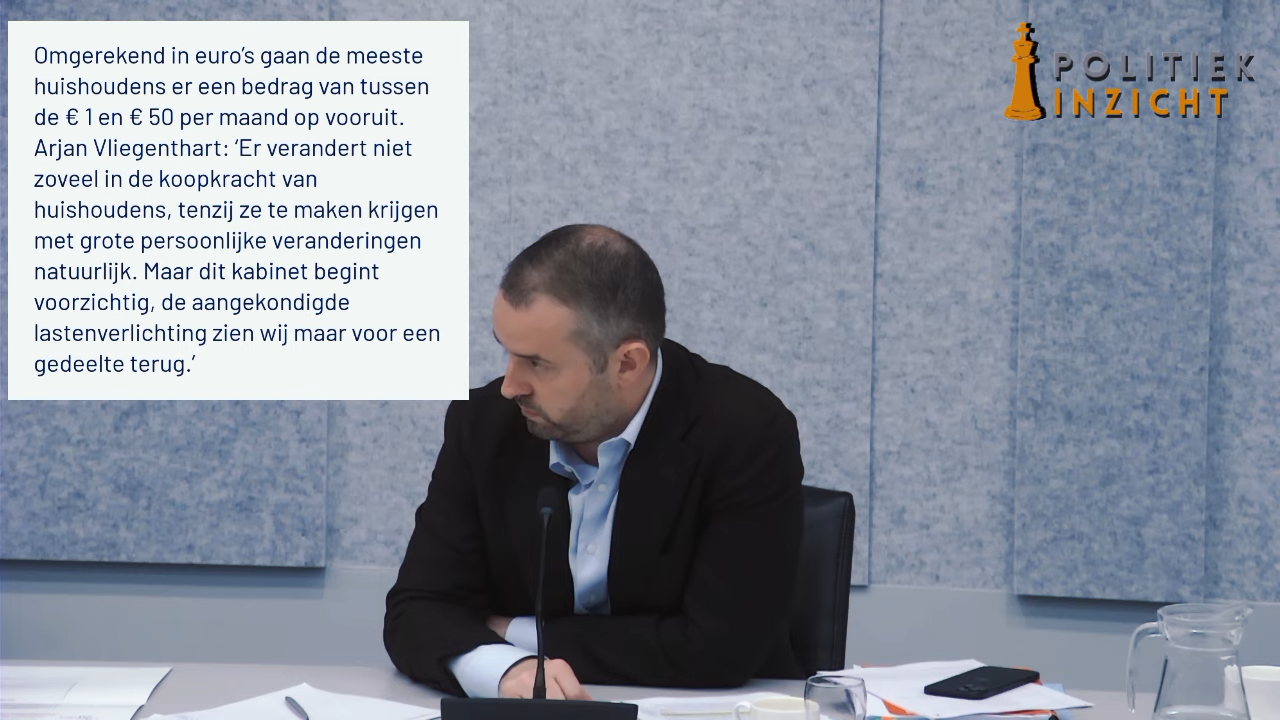 Omgerekend in euro’s gaan de meeste
huishoudens er een bedrag van tussen
de € 1 en € 50 per maand op vooruit.
Arjan Vliegenthart: ‘Er verandert niet
zoveel in de koopkracht van
huishoudens, tenzij ze te maken krijgen
met grote persoonlijke veranderingen
natuurlijk. Maar dit kabinet begint
voorzichtig, de aangekondigde
lastenverlichting zien wij maar voor een
gedeelte terug.’
POLITIEK
INZICHT